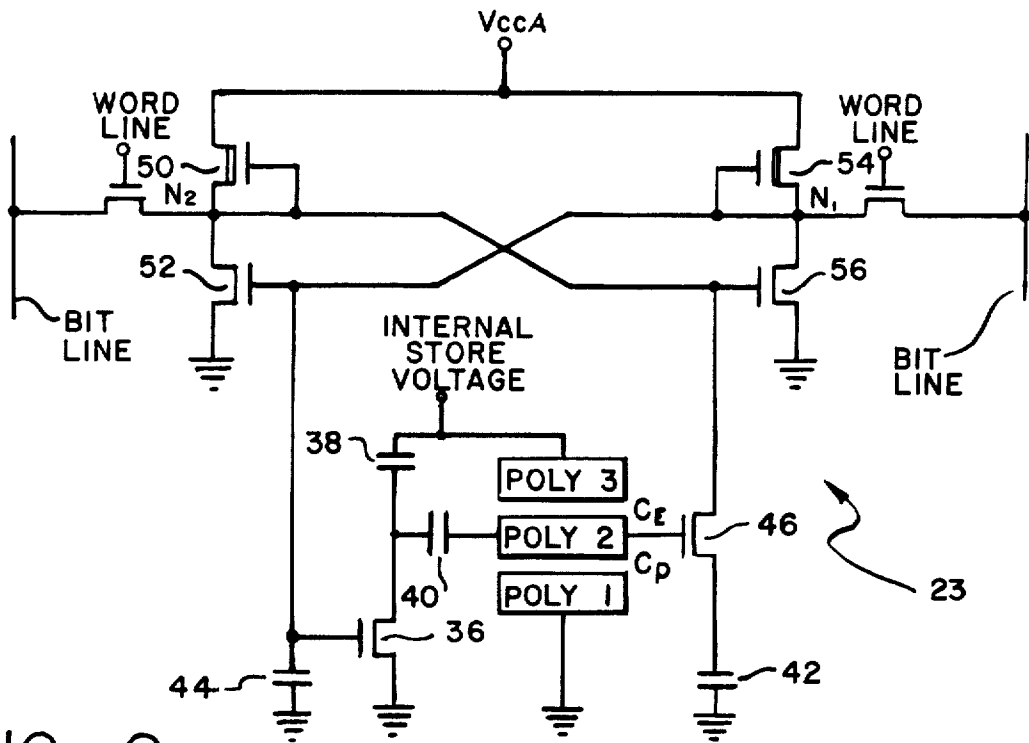 VccA
WORD
LINE
WORD
LINE
50
54
N2
N1
52
56
BIT
LINE
INTERNAL
STORE
VOLTAGE
BIT
LINE
38
POLY 3
CE
POLY 2
46
Cp
40
POLY 1
23
36
44
42